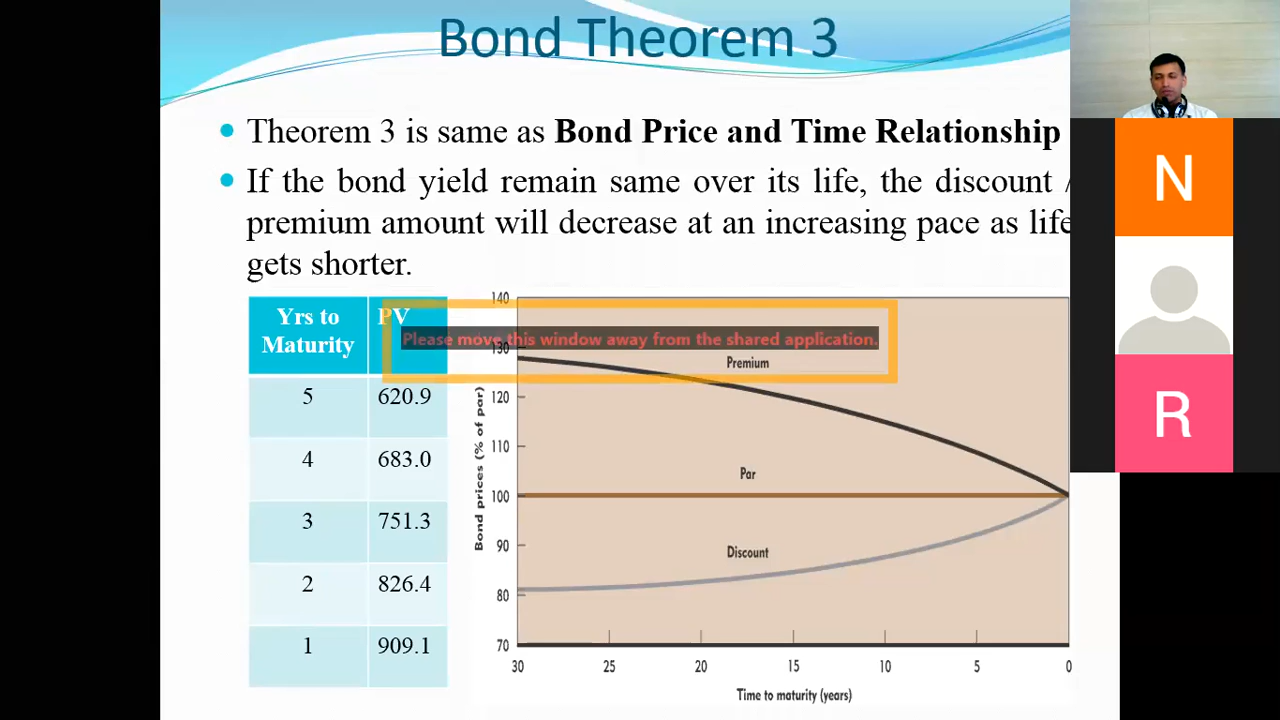 Bond Theorem 3
Theorem 3 is same as Bond Price and Time Relationship
If the bond yield remain same over its life, the discount /
premium amount will decrease at an increasing pace as life
gets shorter.
Yrs to
Maturity
PV
5
620.9
4
683.0
3
751.3
2
826.4
1
909.1
Please move this window away from the shared application.
Bond prices (% of par)
140
130
120
110
100
90
80
70
Premium
Par
Discount
30
25
20
15
10
5
0
Time to maturity (years)
N
R